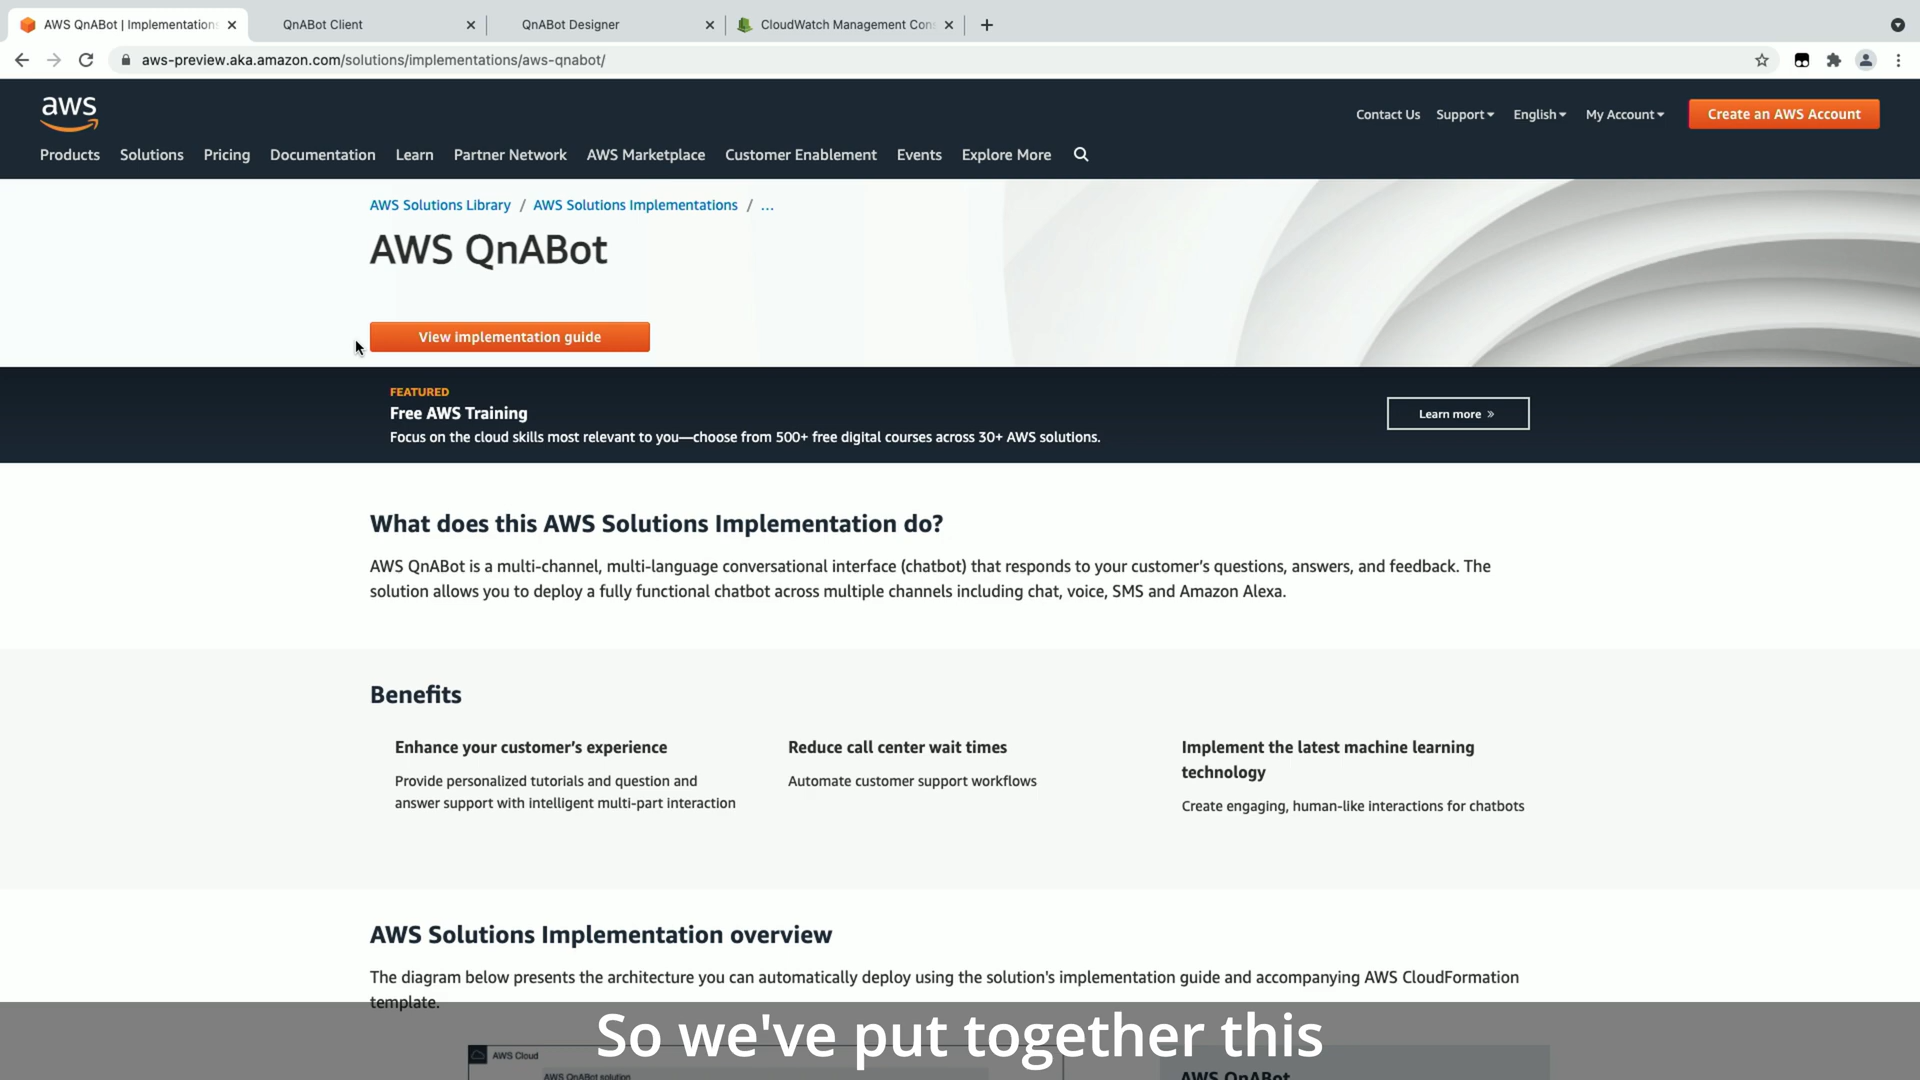 AWS QnABot | Implementations
QnABot Client
QnABot Designer
CloudWatch Management Con
aws-preview.aka.amazon.com/solutions/implementations/aws-qnabot/
aws
Contact Us Support English My Account Create an AWS Account
Products Solutions Pricing Documentation Learn Partner Network AWS Marketplace Customer Enablement Events Explore More
AWS Solutions Library / AWS Solutions Implementations / ...
AWS QnABot
View implementation guide
FEATURED
Free AWS Training
Focus on the cloud skills most relevant to you—choose from 500+ free digital courses across 30+ AWS solutions.
Learn more »
What does this AWS Solutions Implementation do?
AWS QnABot is a multi-channel, multi-language conversational interface (chatbot) that responds to your customer's questions, answers, and feedback. The
solution allows you to deploy a fully functional chatbot across multiple channels including chat, voice, SMS and Amazon Alexa.
Benefits
Enhance your customer's experience
Provide personalized tutorials and question and
answer support with intelligent multi-part interaction
Reduce call center wait times
Automate customer support workflows
Implement the latest machine learning
technology
Create engaging, human-like interactions for chatbots
AWS Solutions Implementation overview
The diagram below presents the architecture you can automatically deploy using the solution's implementation guide and accompanying AWS CloudFormation
template.
So we've put together this
AWS Cloud
AWS QnABot solution
AWS QnABot